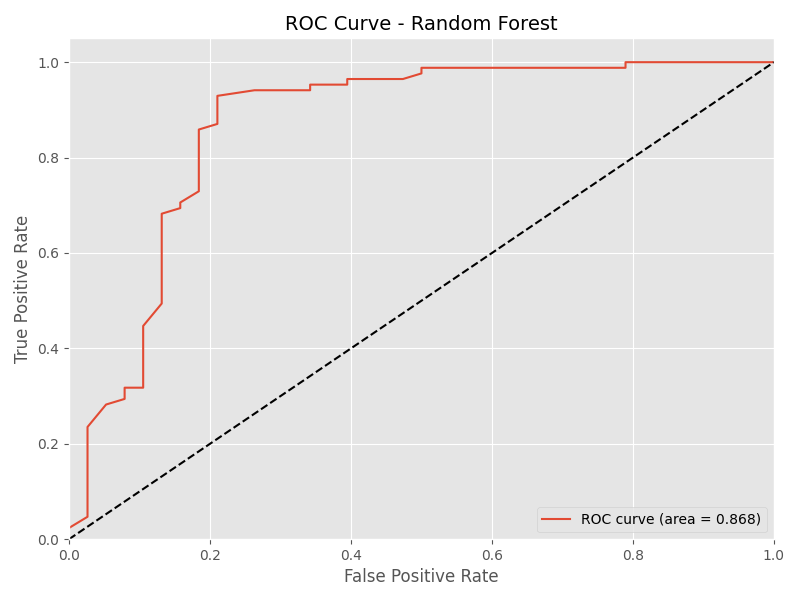 ROC Curve - Random Forest
1.0
0.8
0.6
0.4
0.2
0.0
True Positive Rate
ROC curve (area = 0.868)
0.0 0.2 0.4 0.6 0.8 1.0
False Positive Rate